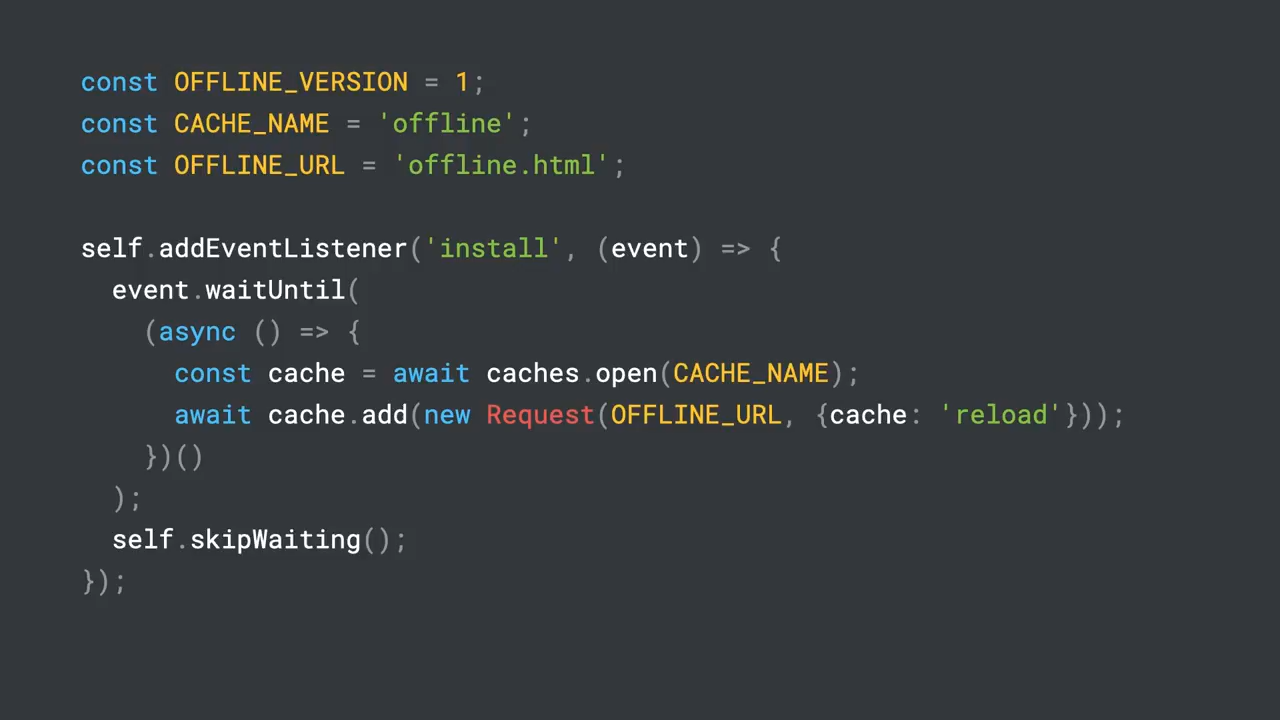 const OFFLINE_VERSION = 1;
const CACHE_NAME = 'offline';
const OFFLINE_URL = 'offline.html';

self.addEventListener('install', (event) => {
  event.waitUntil(
    (async () => {
      const cache = await caches.open(CACHE_NAME);
      await cache.add(new Request(OFFLINE_URL, {cache: 'reload'}));
    })()
  );
  self.skipWaiting();
});